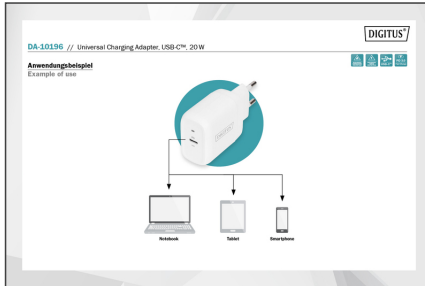 DIGITUS®
DA-10196 // Universal Charging Adapter, USB-C™, 20 W
Anwendungsbeispiel
Example of use
DIGITUS
Notebook
Tablet
Smartphone